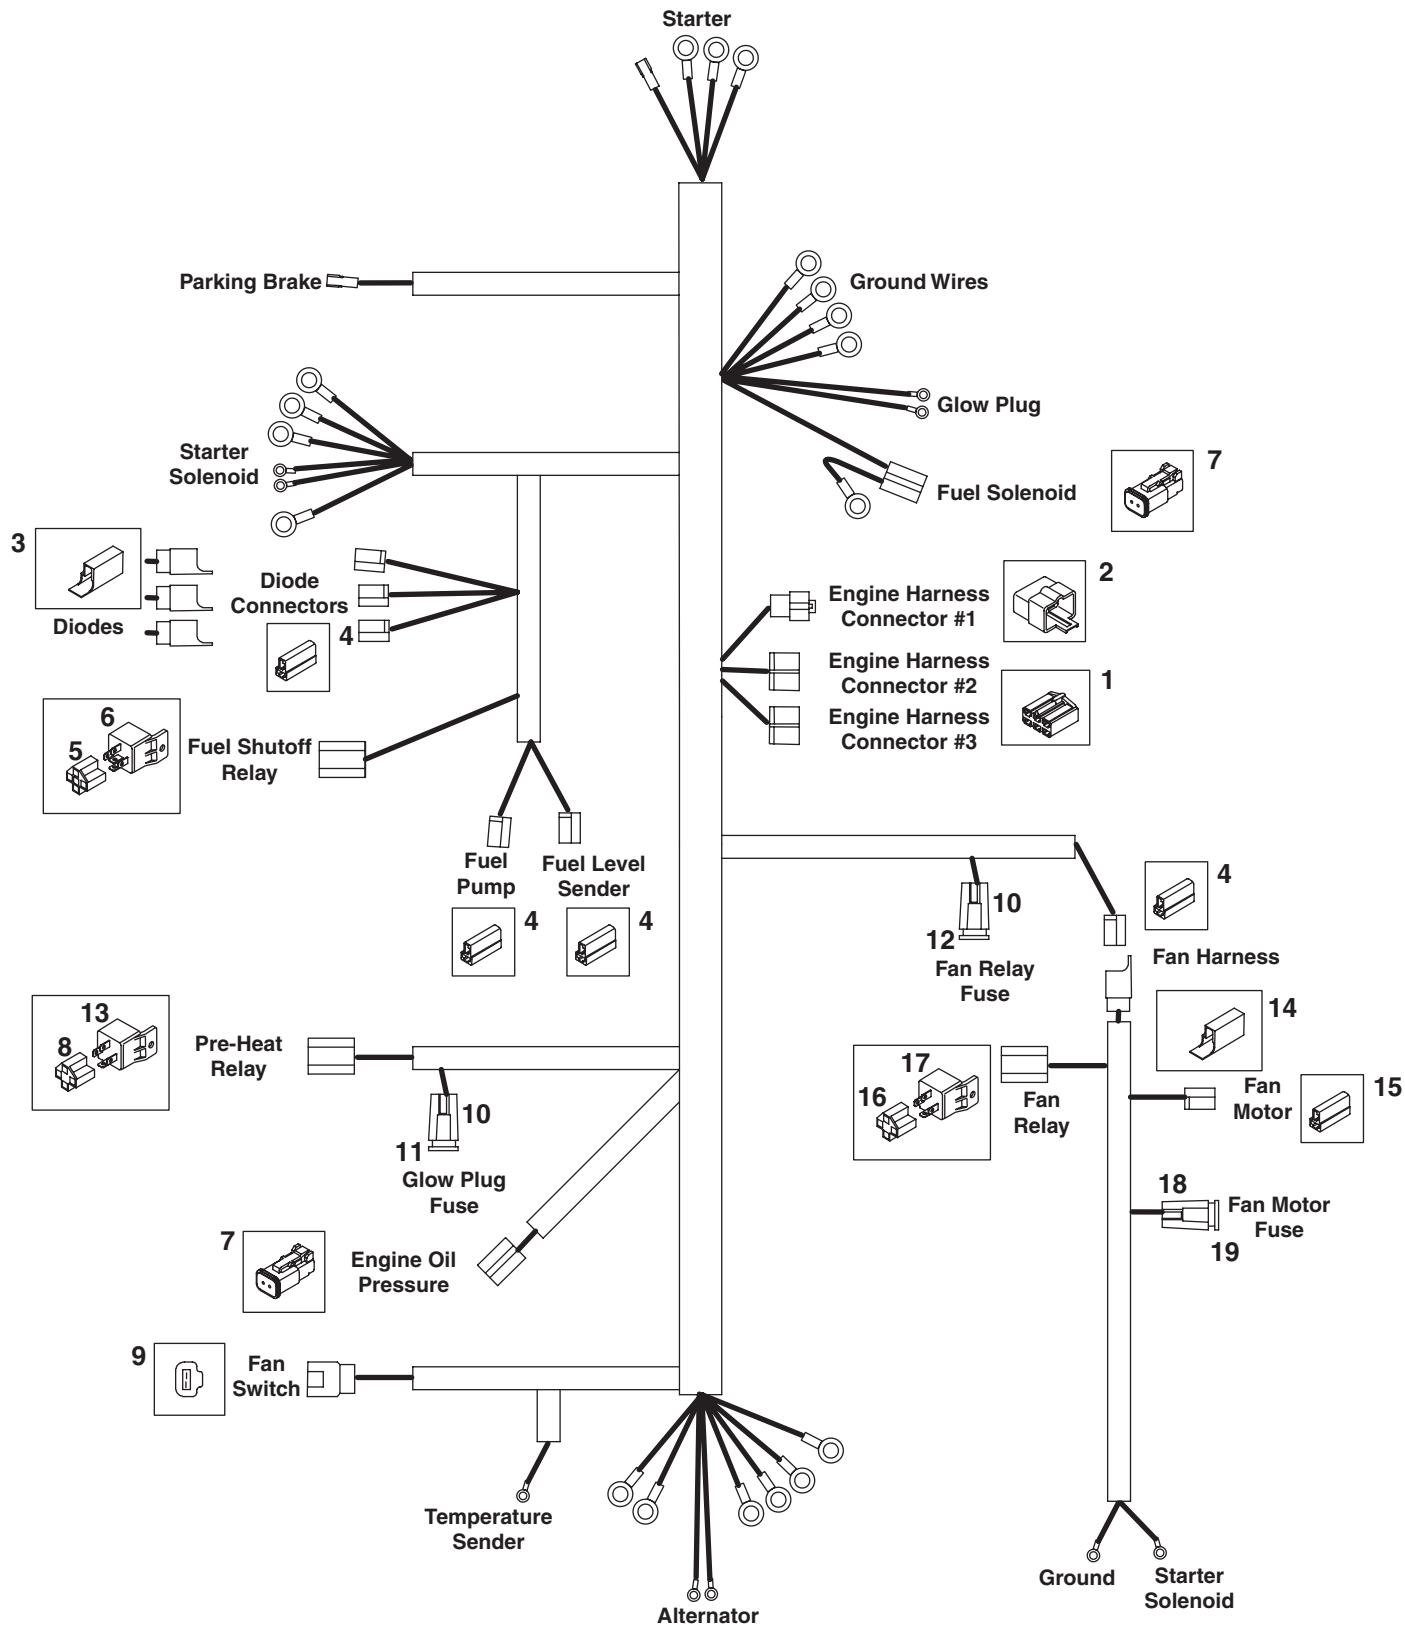 Starter
Parking Brake
Ground Wires
Glow Plug
Starter
Solenoid
7
Fuel Solenoid
3
Diodes
Diode
Connectors
4
2
Engine Harness
Connector #1
Engine Harness
Connector #2
1
Engine Harness
Connector #3
6
5
Fuel Shutoff
Relay
Fuel
Pump
4
Fuel Level
Sender
4
10
12
Fan Relay
Fuse
4
Fan Harness
14
13
8
Pre-Heat
Relay
10
11
Glow Plug
Fuse
17
16
Fan
Relay
Fan
Motor
15
18
Fan Motor
Fuse
19
7
Engine Oil
Pressure
9
Fan
Switch
Temperature
Sender
Alternator
Ground
Starter
Solenoid